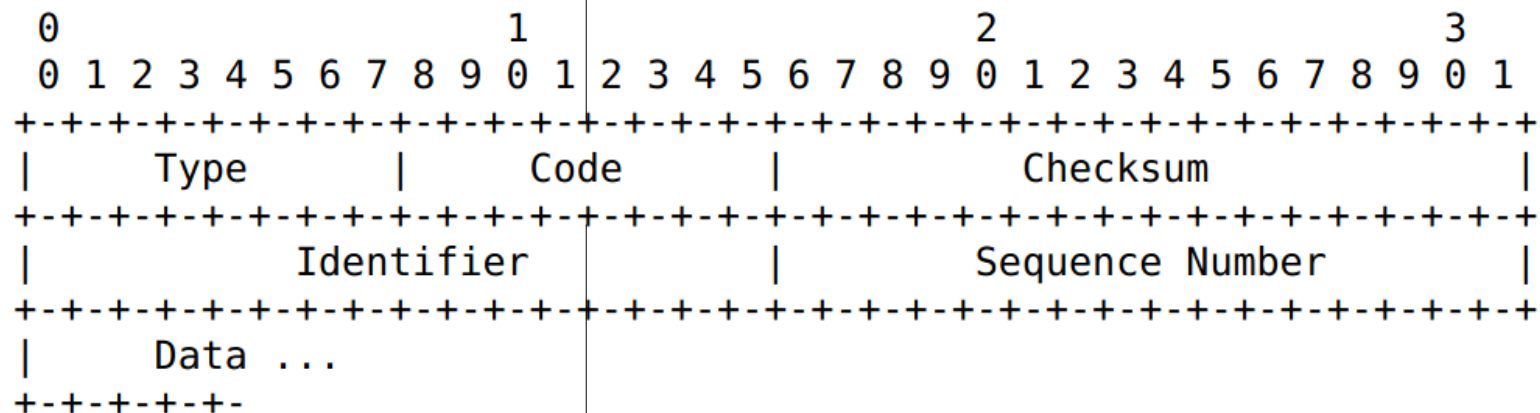 0                   1                   2                   3
 0 1 2 3 4 5 6 7 8 9 0 1 2 3 4 5 6 7 8 9 0 1 2 3 4 5 6 7 8 9 0 1
+-+-+-+-+-+-+-+-+-+-+-+-+-+-+-+-+-+-+-+-+-+-+-+-+-+-+-+-+-+-+-+-+
|     Type      |     Code      |          Checksum             |
+-+-+-+-+-+-+-+-+-+-+-+-+-+-+-+-+-+-+-+-+-+-+-+-+-+-+-+-+-+-+-+-+
|           Identifier          |        Sequence Number        |
+-+-+-+-+-+-+-+-+-+-+-+-+-+-+-+-+-+-+-+-+-+-+-+-+-+-+-+-+-+-+-+-+
|     Data ...
+-+-+-+-+-